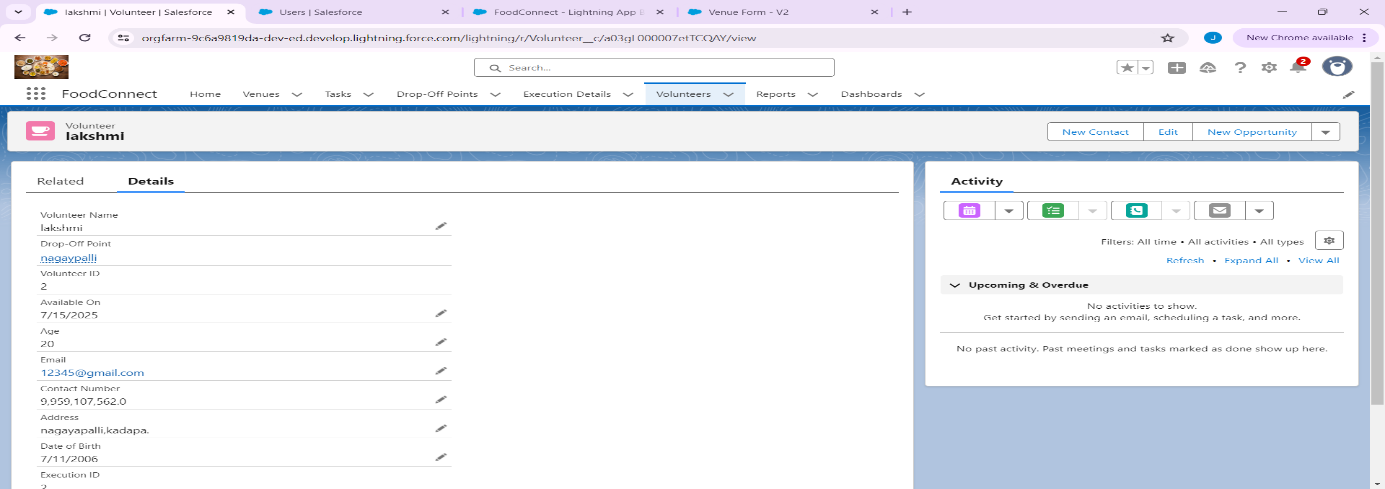 lakshmi | Volunteer | Salesforce
Users | Salesforce
FoodConnect - Lightning App B
Venue Form - V2
orgfarm-9c6a9819da-dev-ed.develop.lightning.force.com/lightning/r/Volunteer__c/a03gL000007etTCQAY/view
J
New Chrome available
Search...
2
FoodConnect
Home
Venues
Tasks
Drop-Off Points
Execution Details
Volunteers
Reports
Dashboards
Volunteer
lakshmi
New Contact
Edit
New Opportunity
Related
Details
Volunteer Name
lakshmi
Drop-Off Point
nagaypalli
Volunteer ID
2
Available On
7/15/2025
Age
20
Email
12345@gmail.com
Contact Number
9,959,107,562.0
Address
nagayapalli,kadapa.
Date of Birth
7/11/2006
Execution ID
2
Activity
Filters: All time • All activities • All types
Refresh • Expand All • View All
Upcoming & Overdue
No activities to show.
Get started by sending an email, scheduling a task, and more.
No past activity. Past meetings and tasks marked as done show up here.